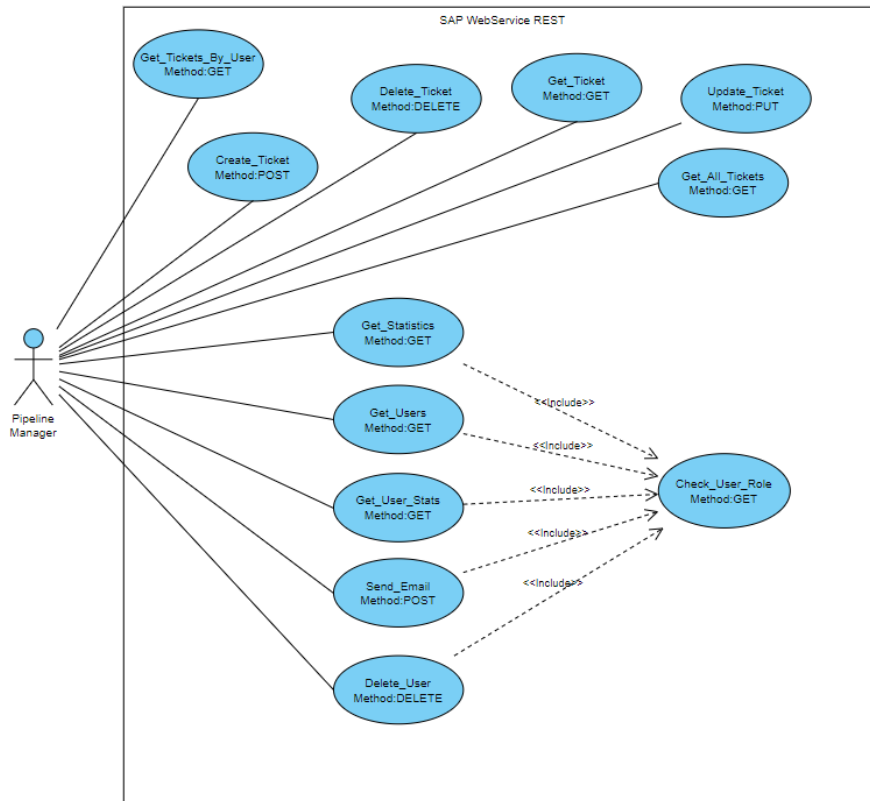 SAP WebService REST
Get_Tickets_By_User
Method:GET
Delete_Ticket
Method:DELETE
Get_Ticket
Method:GET
Update_Ticket
Method:PUT
Create_Ticket
Method:POST
Get_All_Tickets
Method:GET
Get_Statistics
Method:GET
<<Include>>
Pipeline
Manager
Get_Users
Method:GET
<<Include>>
Check_User_Role
Method:GET
Get_User_Stats
Method:GET
<<Include>>
<<Include>>
Send_Email
Method:POST
<<Include>>
Delete_User
Method:DELETE